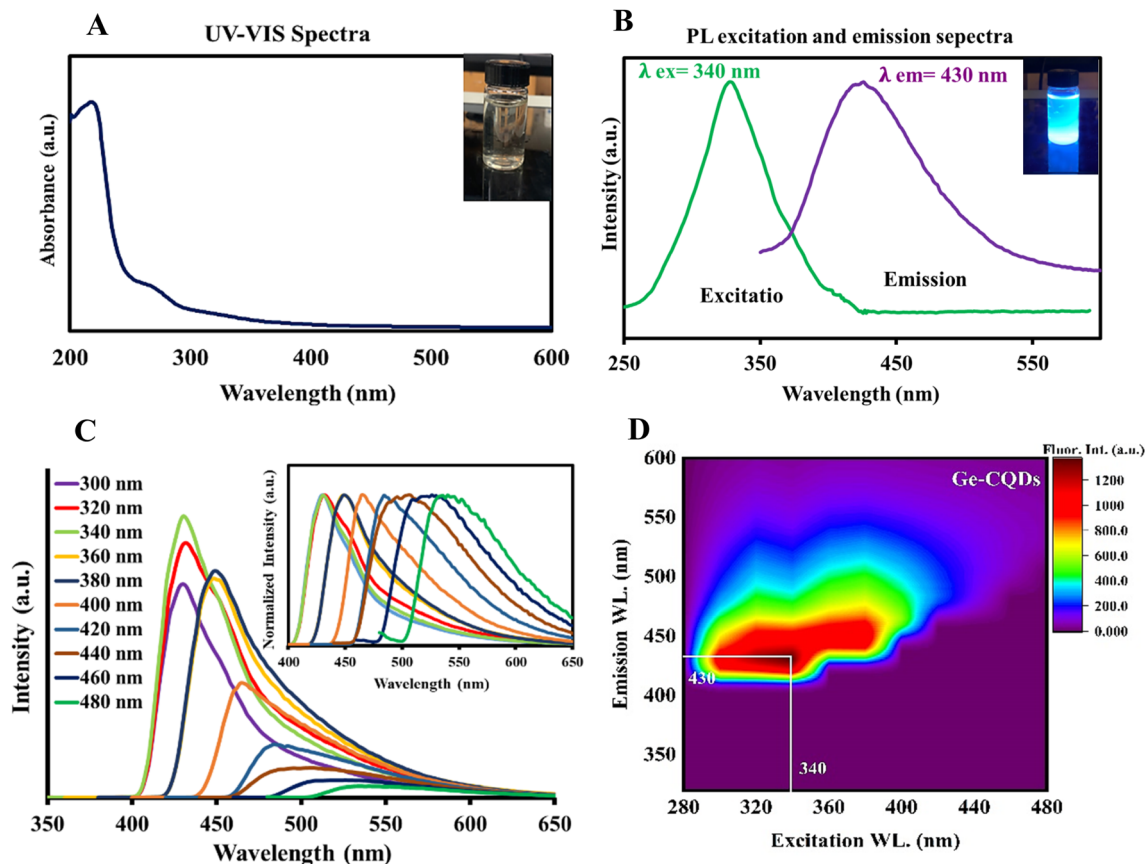 A
UV-VIS Spectra
Absorbance (a.u.)
200 300 400 500 600
Wavelength (nm)
B
PL excitation and emission sepectra
λ ex= 340 nm
λ em= 430 nm
Intensity (a.u.)
Excitatio
Emission
250 350 450 550
Wavelength (nm)
C
300 nm
320 nm
340 nm
360 nm
380 nm
400 nm
420 nm
440 nm
460 nm
480 nm
Intensity (a.u.)
350 400 450 500 550 600 650
Wavelength (nm)
Normalized Intensity (a.u.)
400 450 500 550 600 650
Wavelength (nm)
D
Fluor. Int. (a.u.)
Ge-CQDs
1200
1000
800.0
600.0
400.0
200.0
0.000
Emission WL. (nm)
600
550
500
450
400
350
430
340
280 320 360 400 440 480
Excitation WL. (nm)